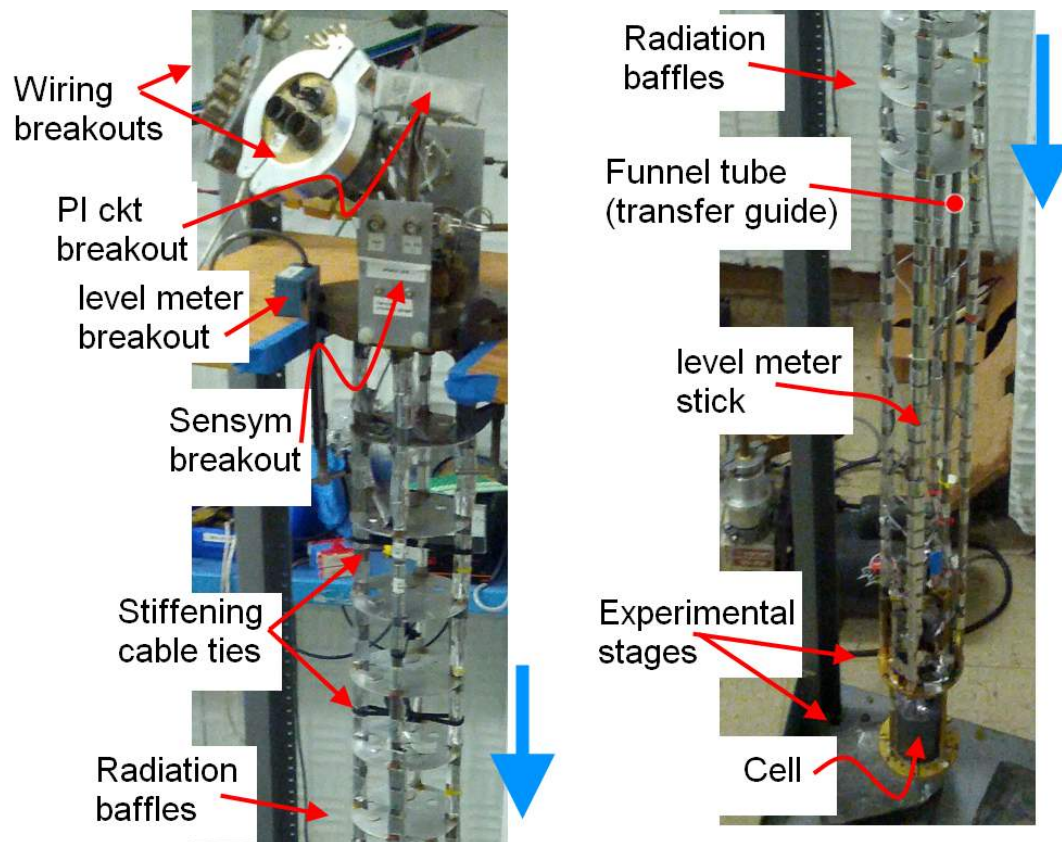 Wiring
breakouts
PI ckt
breakout
level meter
breakout
Sensym
breakout
Stiffening
cable ties
Radiation
baffles
Radiation
baffles
Funnel tube
(transfer guide)
level meter
stick
Experimental
stages
Cell